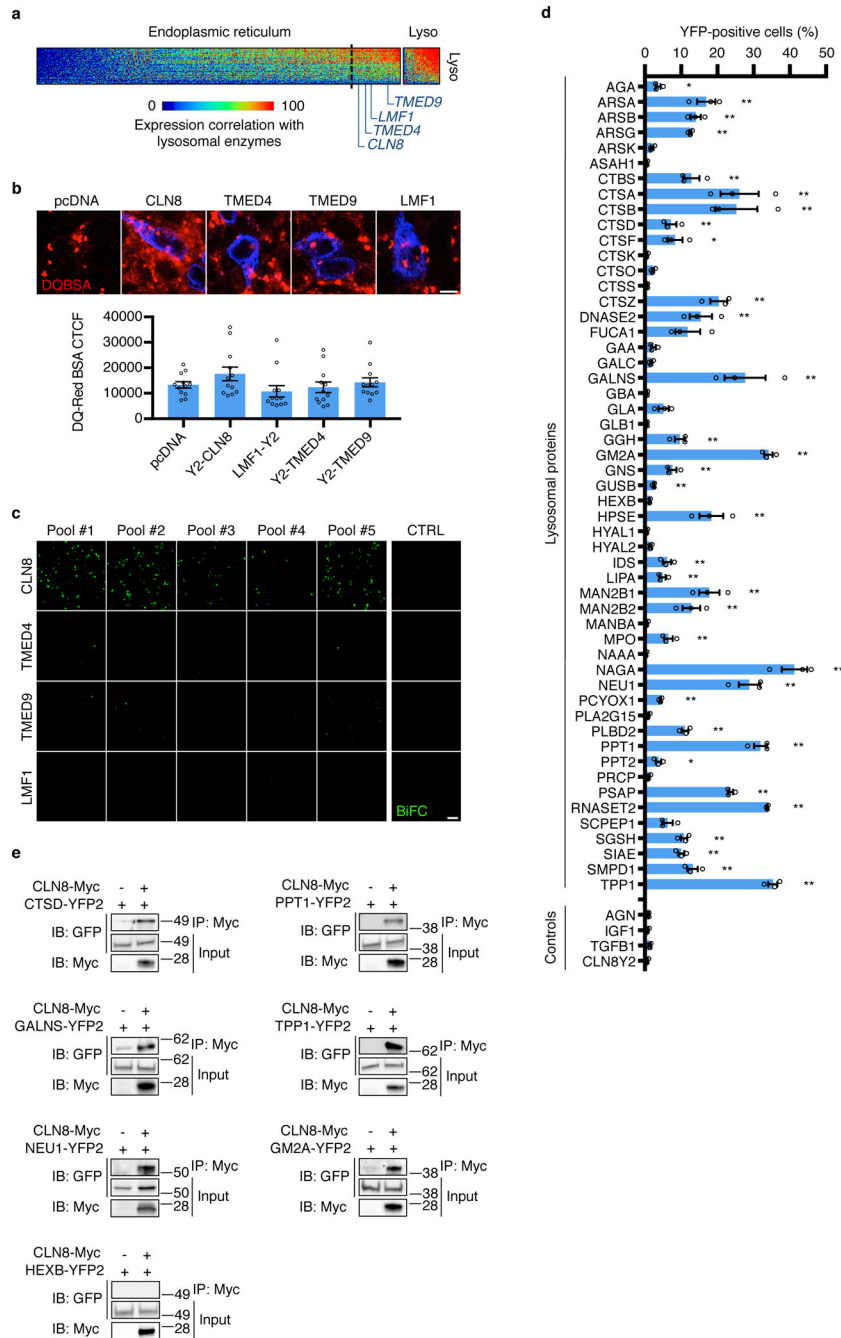 a
Endoplasmic reticulum
Lyso
Lyso
0
100
Expression correlation with
lysosomal enzymes
TMED9
LMF1
TMED4
CLN8
b
pcDNA
CLN8
TMED4
TMED9
LMF1
DQBSA
DQ-Red BSA CTCF
40000
30000
20000
10000
0
pcDNA
Y2-CLN8
LMF1-Y2
Y2-TMED4
Y2-TMED9
c
Pool #1
Pool #2
Pool #3
Pool #4
Pool #5
CTRL
CLN8
TMED4
TMED9
LMF1
BiFC
d
YFP-positive cells (%)
0 10 20 30 40 50
Lysosomal proteins
AGA *
ARSA **
ARSB **
ARSG **
ARSK
ASAH1
CTBS **
CTSA **
CTSB **
CTSD **
CTSF *
CTSK
CTSO
CTSS
CTSZ **
DNASE2 **
FUCA1
GAA
GALC
GALNS **
GBA
GLA
GLB1
GGH **
GM2A **
GNS **
GUSB **
HEXB
HPSE **
HYAL1
HYAL2
IDS **
LIPA **
MAN2B1 **
MAN2B2 **
MANBA
MPO **
NAAA
NAGA **
NEU1 **
PCYOX1 **
PLA2G15
PLBD2 **
PPT1 **
PPT2 *
PRCP
PSAP **
RNASET2 **
SCPEP1
SGSH **
SIAE **
SMPD1 **
TPP1 **
Controls
AGN
IGF1
TGFB1
CLN8Y2
e
CLN8-Myc - +
CTSD-YFP2 + +
IB: GFP
49
IP: Myc
49
Input
IB: Myc
28
CLN8-Myc - +
PPT1-YFP2 + +
IB: GFP
38
IP: Myc
38
Input
IB: Myc
28
CLN8-Myc - +
GALNS-YFP2 + +
IB: GFP
62
IP: Myc
62
Input
IB: Myc
28
CLN8-Myc - +
TPP1-YFP2 + +
IB: GFP
62
IP: Myc
62
Input
IB: Myc
28
CLN8-Myc - +
NEU1-YFP2 + +
IB: GFP
50
IP: Myc
50
Input
IB: Myc
28
CLN8-Myc - +
GM2A-YFP2 + +
IB: GFP
38
IP: Myc
38
Input
IB: Myc
28
CLN8-Myc - +
HEXB-YFP2 + +
IB: GFP
49
IP: Myc
49
Input
IB: Myc
28